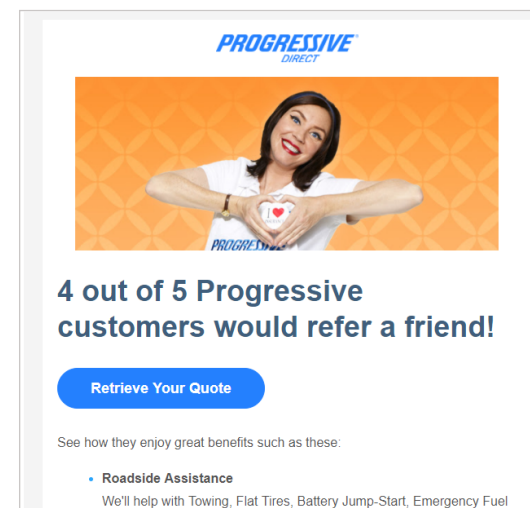 PROGRESSIVE
DIRECT
I
PROGRESSIVE
4 out of 5 Progressive
customers would refer a friend!
Retrieve Your Quote
See how they enjoy great benefits such as these:
• Roadside Assistance
We'll help with Towing, Flat Tires, Battery Jump-Start, Emergency Fuel